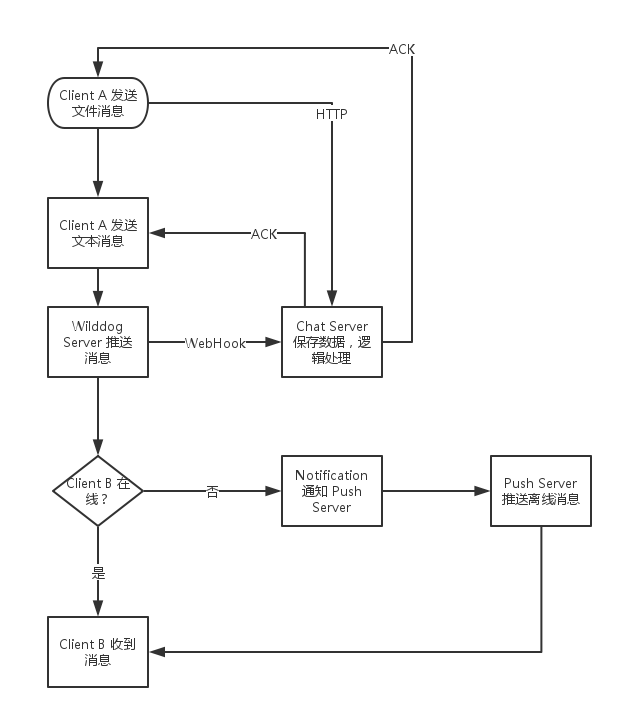 ACK
Client A 发送
文件消息
HTTP
Client A 发送
文本消息
ACK
Wilddog
Server 推送
消息
WebHook
Chat Server
保存数据，逻
辑处理
Client B 在
线？
否
Notification
通知 Push
Server
Push Server
推送离线消息
是
Client B 收到
消息